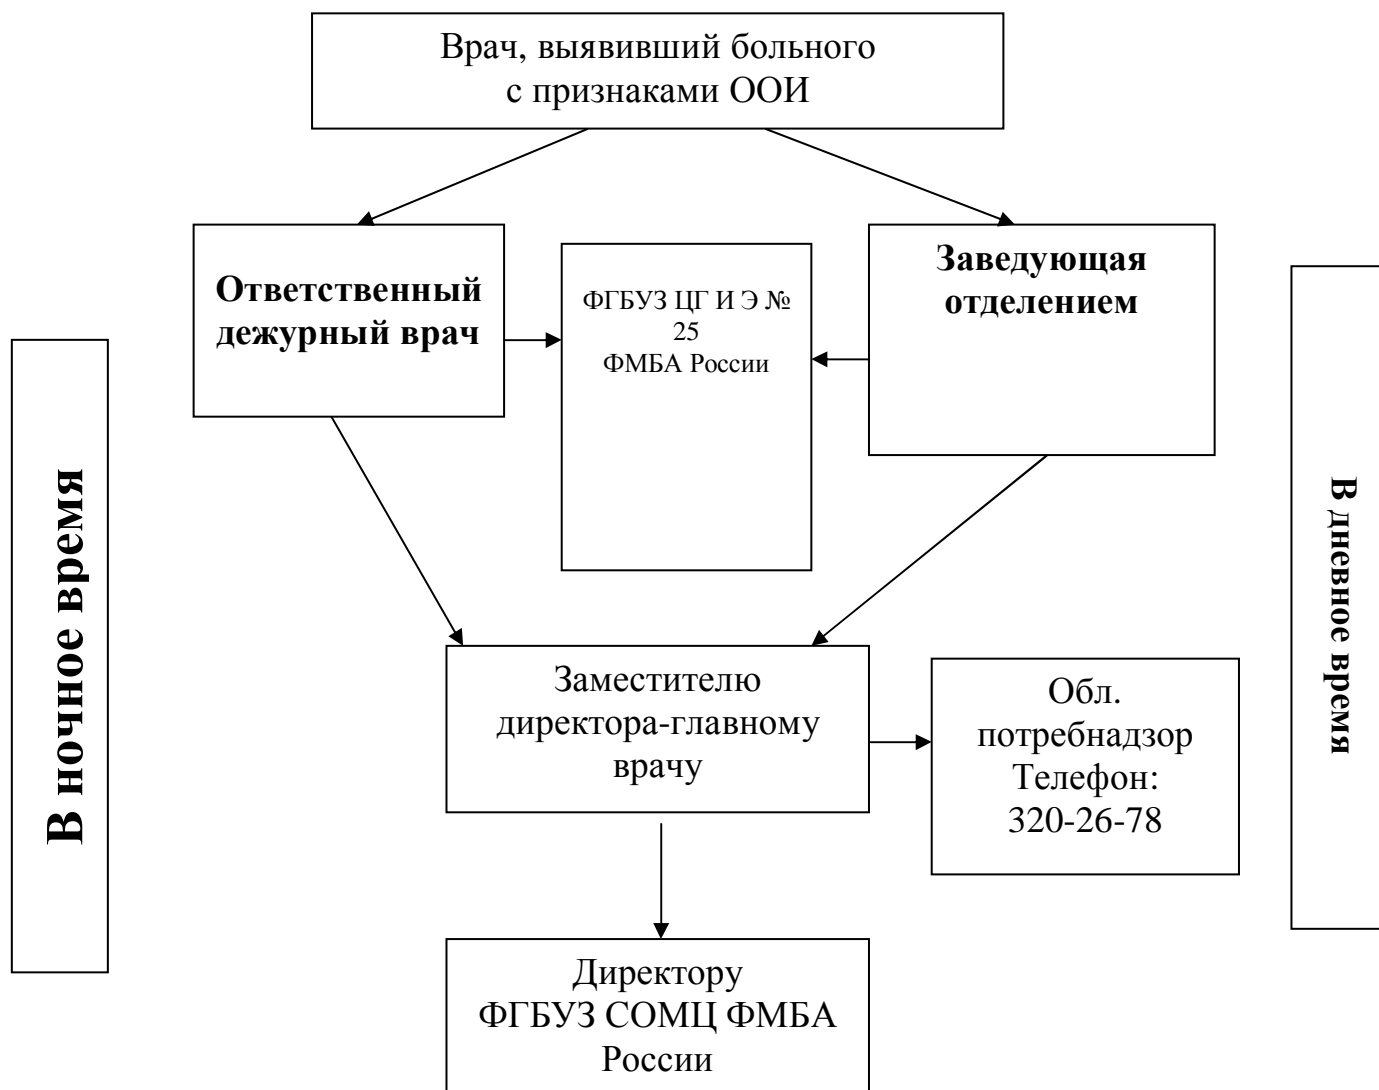 Врач, выявивший больного
с признаками ООИ
Ответственный
дежурный врач
ФГБУЗ ЦГ И Э №
25
ФМБА России
Заведующая
отделением
В ночное время
В дневное время
Заместителю
директора-главному
врачу
Обл.
потребнадзор
Телефон:
320-26-78
Директору
ФГБУЗ СОМЦ ФМБА
России